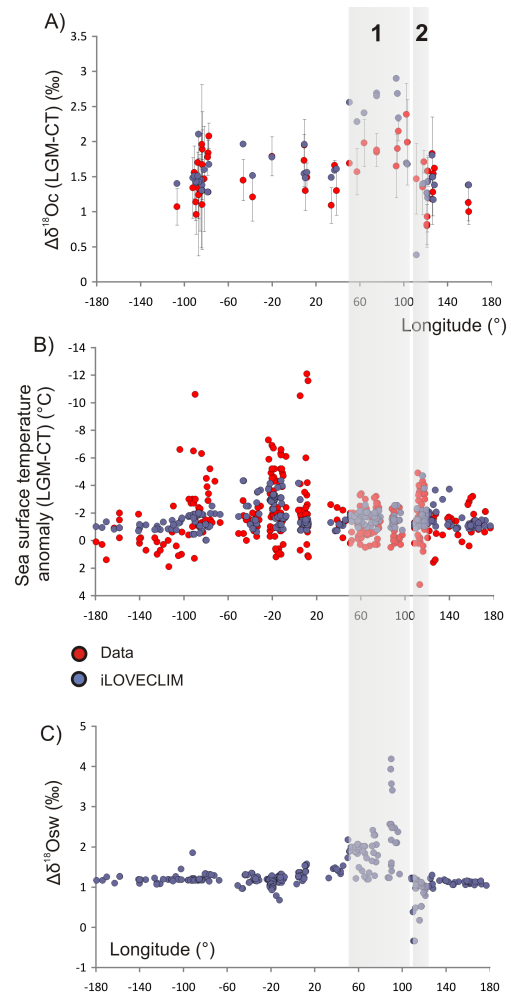 A)
1 2
Δδ¹⁸Oc (LGM-CT) (‰)
3.5
3
2.5
2
1.5
1
0.5
0
-180 -140 -100 -60 -20 20 60 100 140 180
Longitude (°)
B)
Sea surface temperature
anomaly (LGM-CT) (°C)
-14
-12
-10
-8
-6
-4
-2
0
2
4
-180 -140 -100 -60 -20 20 60 100 140 180
Data
iLOVECLIM
C)
Δδ¹⁸Osw (‰)
5
4
3
2
1
0
-1
Longitude (°)
-180 -140 -100 -60 -20 20 60 100 140 180